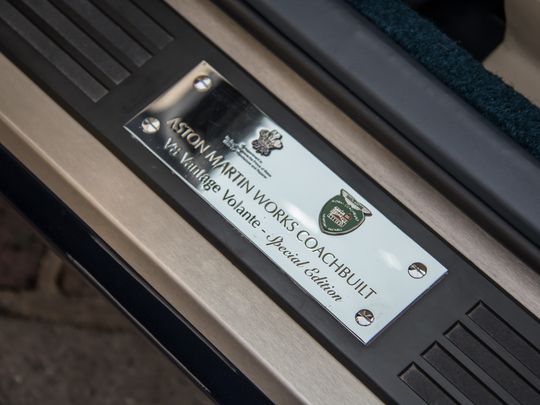 ASTON MARTIN WORKS COACHBUILT
V8 Vantage Volante - Special Edition